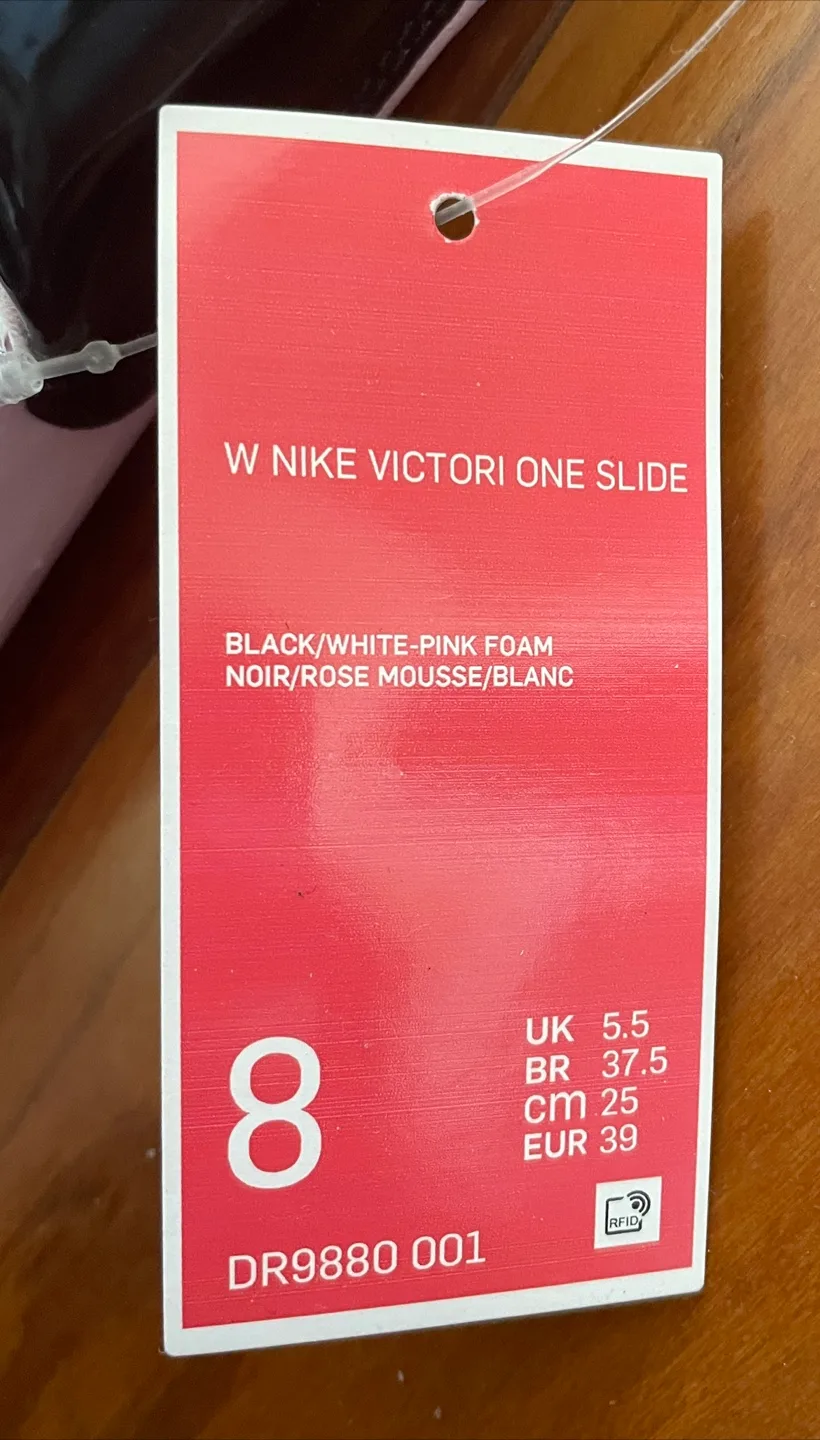 W NIKE VICTORI ONE SLIDE
BLACK/WHITE-PINK FOAM
NOIR/ROSE MOUSSE/BLANC
8
UK 5.5
BR 37.5
cm 25
EUR 39
RFID
DR9880 001